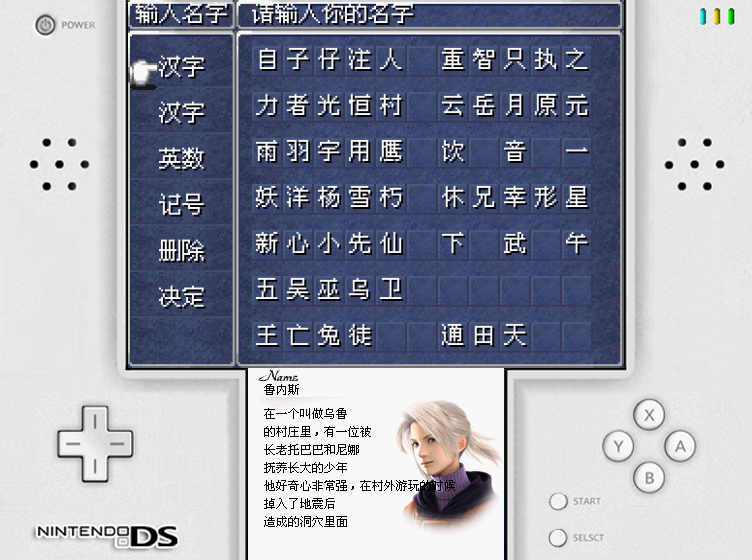 POWER
输入名字
请输入你的名字
汉字
汉字
英数
记号
删除
决定
自子仔注人 重智只执之
力者光恒村 云岳月原元
雨羽宇用鹰 饮 音 一
妖洋杨雪朽 休兄幸形星
新心小先仙 下 武 午
五吴巫乌卫
王亡兔徒 通田天
Name
鲁内斯
在一个叫做乌鲁
的村庄里，有一位被
长老托巴巴和尼娜
抚养长大的少年
他好奇心非常强，在村外游玩的时候
掉入了地震后
造成的洞穴里面
X
Y
A
B
START
SELSCT
NINTENDO DS